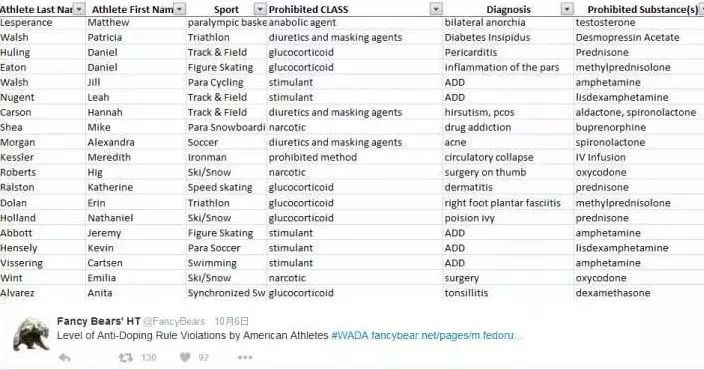 Athlete Last Nar Athlete First Nam Sport Prohibited CLASS Diagnosis Prohibited Substance(s)
Lesperance Matthew paralympic baske anabolic agent bilateral anorchia testosterone
Walsh Patricia Triathlon diuretics and masking agents Diabetes Insipidus Desmopressin Acetate
Huling Daniel Track & Field glucocorticoid Pericarditis Prednisone
Eaton Daniel Figure Skating glucocorticoid inflammation of the pars methylprednisolone
Walsh Jill Para Cycling stimulant ADD amphetamine
Nugent Leah Track & Field stimulant ADD lisdexamphetamine
Carson Hannah Track & Field diuretics and masking agents hirsutism, pcos aldactone, spironolactone
Shea Mike Para Snowboardi narcotic drug addiction buprenorphine
Morgan Alexandra Soccer diuretics and masking agents acne spironolactone
Kessler Meredith Ironman prohibited method circulatory collapse IV Infusion
Roberts Hig Ski/Snow narcotic surgery on thumb oxycodone
Ralston Katherine Speed skating glucocorticoid dermatitis prednisone
Dolan Erin Triathlon glucocorticoid right foot plantar fasciitis methylprednisolone
Holland Nathaniel Ski/Snow glucocorticoid poision ivy prednisone
Abbott Jeremy Figure Skating stimulant ADD amphetamine
Hensely Kevin Para Soccer stimulant ADD lisdexamphetamine
Vissering Cartsen Swimming stimulant ADD amphetamine
Wint Emilia Ski/Snow narcotic surgery oxycodone
Alvarez Anita Synchronized Sw glucocorticoid tonsillitis dexamethasone
Fancy Bears' HT @FancyBears 10月6日
Level of Anti-Doping Rule Violations by American Athletes #WADA fancybear.net/pages/m.fedoru...
130 92